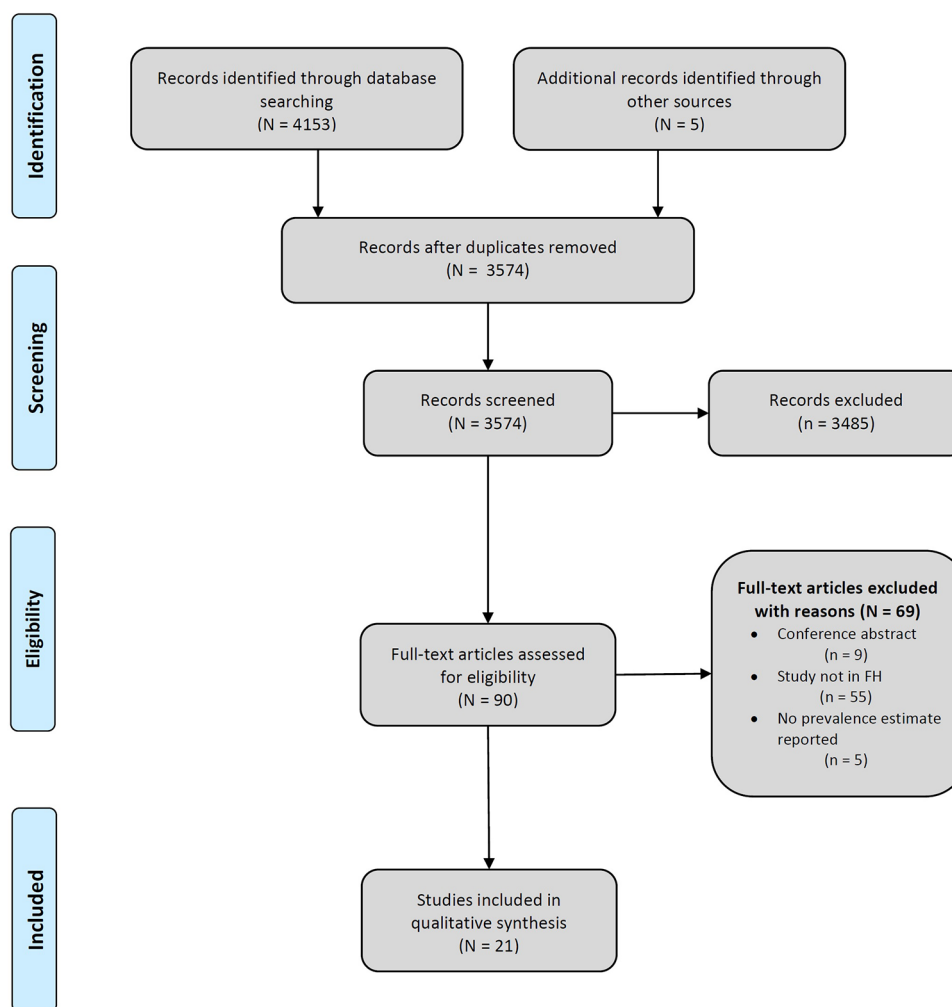 Identification
Records identified through database
searching
(N = 4153)
Additional records identified through
other sources
(N = 5)
Records after duplicates removed
(N = 3574)
Screening
Records screened
(N = 3574)
Records excluded
(n = 3485)
Eligibility
Full-text articles assessed
for eligibility
(N = 90)
Full-text articles excluded
with reasons (N = 69)
• Conference abstract
(n = 9)
• Study not in FH
(n = 55)
• No prevalence estimate
reported
(n = 5)
Included
Studies included in
qualitative synthesis
(N = 21)